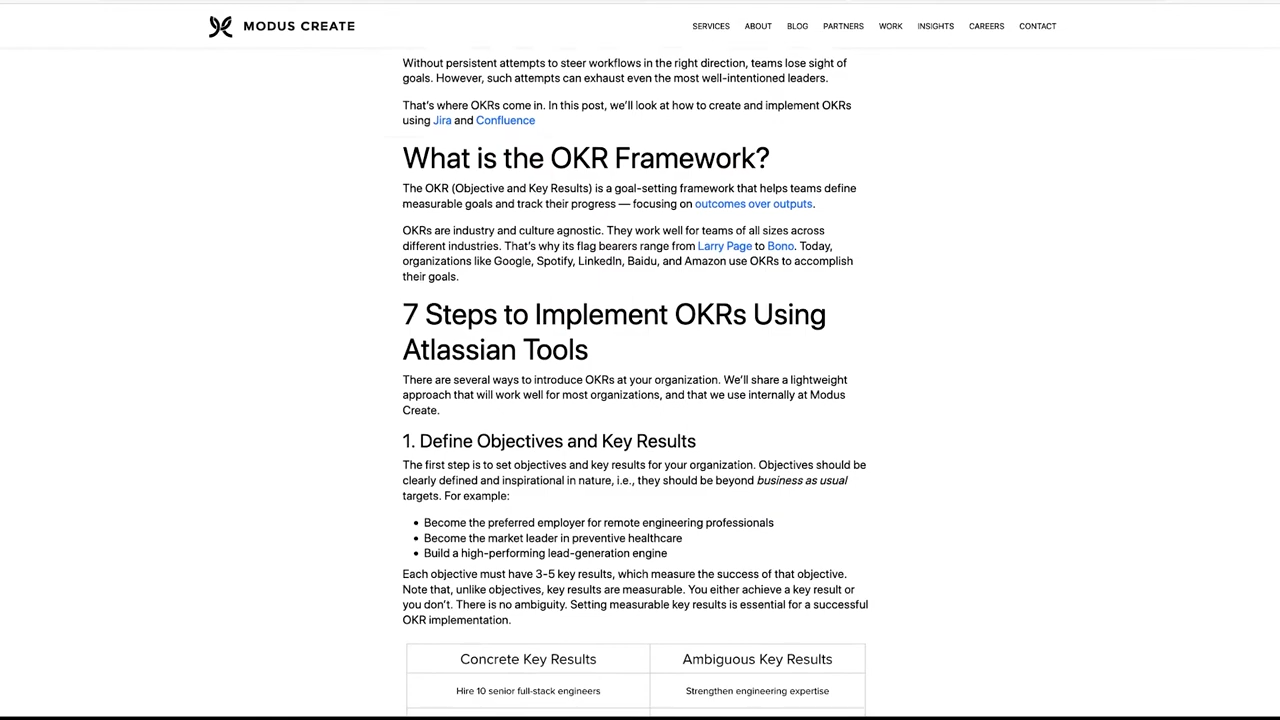 MODUS CREATE
SERVICES ABOUT BLOG PARTNERS WORK INSIGHTS CAREERS CONTACT
Without persistent attempts to steer workflows in the right direction, teams lose sight of
goals. However, such attempts can exhaust even the most well-intentioned leaders.
That's where OKRs come in. In this post, we'll look at how to create and implement OKRs
using Jira and Confluence
What is the OKR Framework?
The OKR (Objective and Key Results) is a goal-setting framework that helps teams define
measurable goals and track their progress — focusing on outcomes over outputs.
OKRs are industry and culture agnostic. They work well for teams of all sizes across
different industries. That's why its flag bearers range from Larry Page to Bono. Today,
organizations like Google, Spotify, LinkedIn, Baidu, and Amazon use OKRs to accomplish
their goals.
7 Steps to Implement OKRs Using
Atlassian Tools
There are several ways to introduce OKRs at your organization. We'll share a lightweight
approach that will work well for most organizations, and that we use internally at Modus
Create.
1. Define Objectives and Key Results
The first step is to set objectives and key results for your organization. Objectives should be
clearly defined and inspirational in nature, i.e., they should be beyond business as usual
targets. For example:
• Become the preferred employer for remote engineering professionals
• Become the market leader in preventive healthcare
• Build a high-performing lead-generation engine
Each objective must have 3-5 key results, which measure the success of that objective.
Note that, unlike objectives, key results are measurable. You either achieve a key result or
you don't. There is no ambiguity. Setting measurable key results is essential for a successful
OKR implementation.
Concrete Key Results Ambiguous Key Results
Hire 10 senior full-stack engineers Strengthen engineering expertise